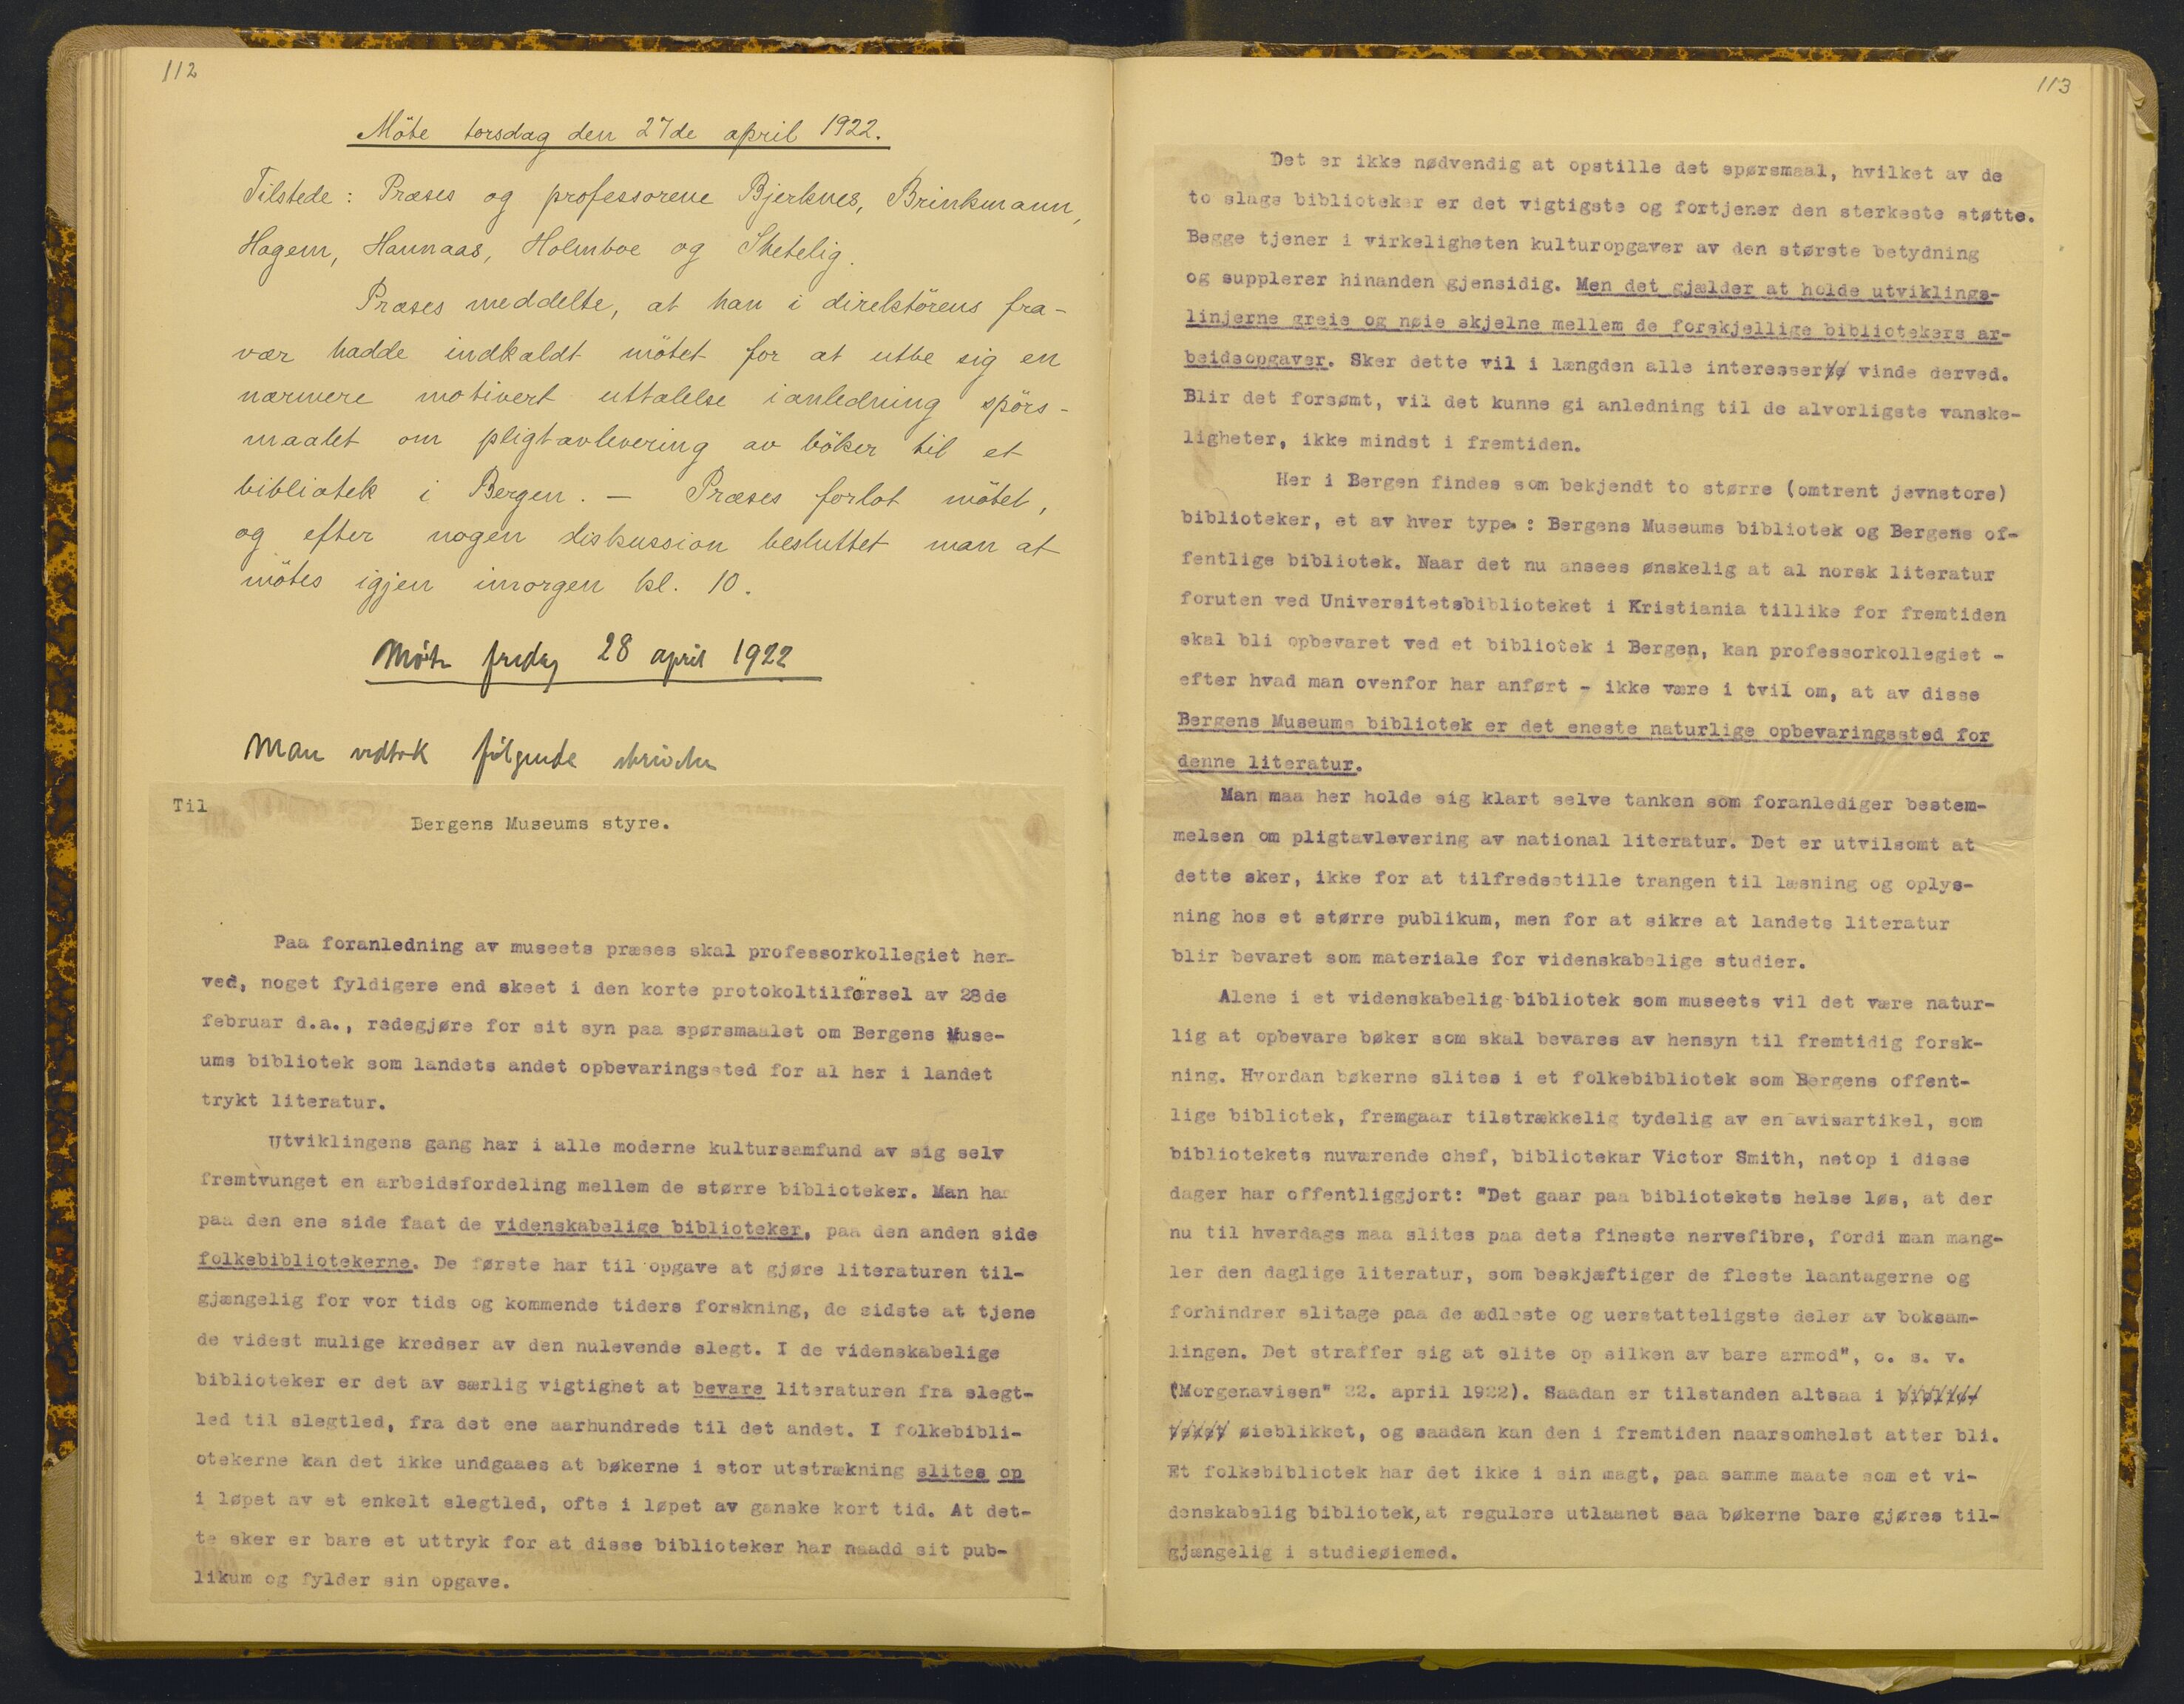 112
Möte torsdag den 27de april 1922.
Tilstede: Præses og professorene Bjerknes, Brinkmann,
Hagem, Hannaas, Holmboe og Shetelig.
Præses meddelte, at han i direktörens fra-
vær hadde indkaldt mötet for at utbe sig en
nærmere motivert uttalelse i anledning spörs-
maalet om pligtavlevering av böker til et
bibliotek i Bergen. — Præses forlot mötet,
og efter nogen diskussion besluttet man at
mötes igjen imorgen kl. 10.
Möte fredag 28 april 1922
Man vedtok fölgende skrivelse
Til
Bergens Museums styre.
Paa foranledning av museets præses skal professorkollegiet her-
ved, noget fyldigere end skeet i den korte protokoltilförsel av 28de
februar d.a., redegjøre for sit syn paa spørsmaalet om Bergens Muse-
ums bibliotek som landets andet opbevaringssted for al her i landet
trykt literatur.
Utviklingens gang har i alle moderne kultursamfund av sig selv
fremtvunget en arbeidsfordeling mellem de større biblioteker. Man har
paa den ene side faat de videnskabelige biblioteker, paa den anden side
folkebibliotekerne. De første har til opgave at gjøre literaturen til-
gjængelig for vor tids og kommende tiders forskning, de sidste at tjene
de videst mulige kredser av den nulevende slegt. I de videnskabelige
biblioteker er det av særlig vigtighet at bevare literaturen fra slegt-
led til slegtled, fra det ene aarhundrede til det andet. I folkebibli-
otekerne kan det ikke undgaaes at bøkerne i stor utstrækning slites op
i løpet av et enkelt slegtled, ofte i løpet av ganske kort tid. At det-
te sker er bare et uttryk for at disse biblioteker har naadd sit pub-
likum og fylder sin opgave.
113
Det er ikke nødvendig at opstille det spørsmaal, hvilket av de
to slags biblioteker er det vigtigste og fortjener den sterkeste støtte.
Begge tjener i virkeligheten kulturopgaver av den største betydning
og supplerer hinanden gjensidig. Men det gjælder at holde utviklings-
linjerne greie og nøie skjelne mellem de forskjellige bibliotekers ar-
beidsopgaver. Sker dette vil i længden alle interesser vinde derved.
Blir det forsømt, vil det kunne gi anledning til de alvorligste vanske-
ligheter, ikke mindst i fremtiden.
Her i Bergen findes som bekjendt to større (omtrent jevnstore)
biblioteker, et av hver type.: Bergens Museums bibliotek og Bergens of-
fentlige bibliotek. Naar det nu ansees ønskelig at al norsk literatur
foruten ved Universitetsbiblioteket i Kristiania tillike for fremtiden
skal bli opbevaret ved et bibliotek i Bergen, kan professorkollegiet -
efter hvad man ovenfor har anført - ikke være i tvil om, at av disse
Bergens Museums bibliotek er det eneste naturlige opbevaringssted for
denne literatur.
Man maa her holde sig klart selve tanken som foranlediger bestem-
melsen om pligtavlevering av national literatur. Det er utvilsomt at
dette sker, ikke for at tilfredsstille trangen til læsning og oplys-
ning hos et større publikum, men for at sikre at landets literatur
blir bevaret som materiale for videnskabelige studier.
Alene i et videnskabelig bibliotek som museets vil det være natur-
lig at opbevare bøker som skal bevares av hensyn til fremtidig forsk-
ning. Hvordan bøkerne slites i et folkebibliotek som Bergens offent-
lige bibliotek, fremgaar tilstrækkelig tydelig av en avisartikel, som
bibliotekets nuværende chef, bibliotekar Victor Smith, netop i disse
dager har offentliggjort: "Det gaar paa bibliotekets helse løs, at der
nu til hverdags maa slites paa dets fineste nervefibre, fordi man mang-
ler den daglige literatur, som beskjæftiger de fleste laantagerne og
forhindrer slitage paa de ædleste og uerstatteligste deler av boksam-
lingen. Det straffer sig at slite op silken av bare armod", o. s. v.
(Morgenavisen" 22. april 1922). Saadan er tilstanden altsaa i
øieblikket, og saadan kan den i fremtiden naarsomhelst atter bli.
Et folkebibliotek har det ikke i sin magt, paa samme maate som et vi-
denskabelig bibliotek, at regulere utlaanet saa bøkerne bare gjøres til-
gjængelig i studieøiemed.